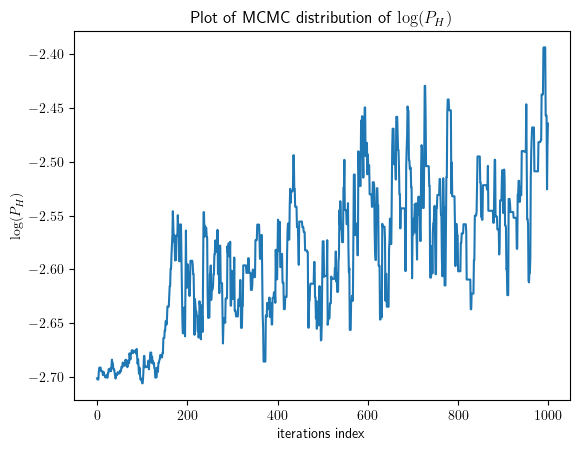 Plot of MCMC distribution of log(P_H)
−2.40
−2.45
−2.50
−2.55
−2.60
−2.65
−2.70
log(P_H)
0 200 400 600 800 1000
iterations index